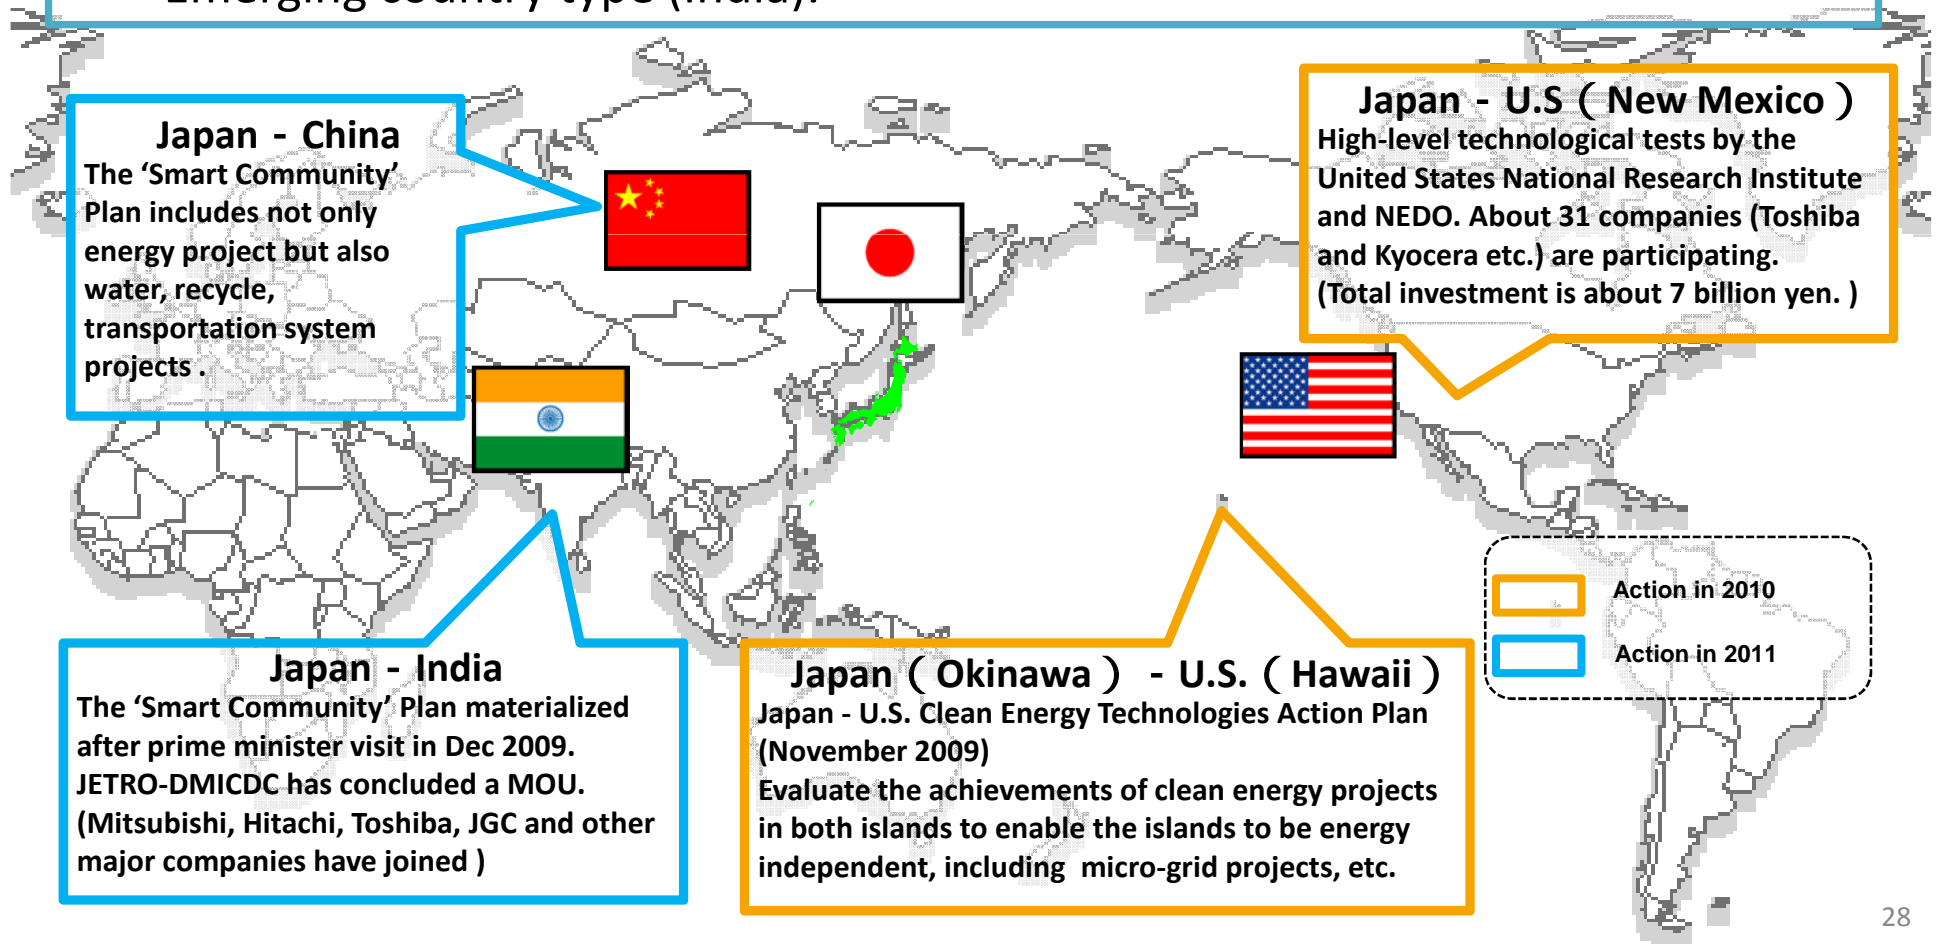 Emerging country type (India).
Japan - China
The ‘Smart Community’
Plan includes not only
energy project but also
water, recycle,
transportation system
projects .
Japan - U.S（New Mexico）
High-level technological tests by the
United States National Research Institute
and NEDO. About 31 companies (Toshiba
and Kyocera etc.) are participating.
(Total investment is about 7 billion yen. )
Japan - India
The ‘Smart Community’ Plan materialized
after prime minister visit in Dec 2009.
JETRO-DMICDC has concluded a MOU.
(Mitsubishi, Hitachi, Toshiba, JGC and other
major companies have joined )
Japan（Okinawa） - U.S.（Hawaii）
Japan - U.S. Clean Energy Technologies Action Plan
(November 2009)
Evaluate the achievements of clean energy projects
in both islands to enable the islands to be energy
independent, including micro-grid projects, etc.
Action in 2010
Action in 2011
28